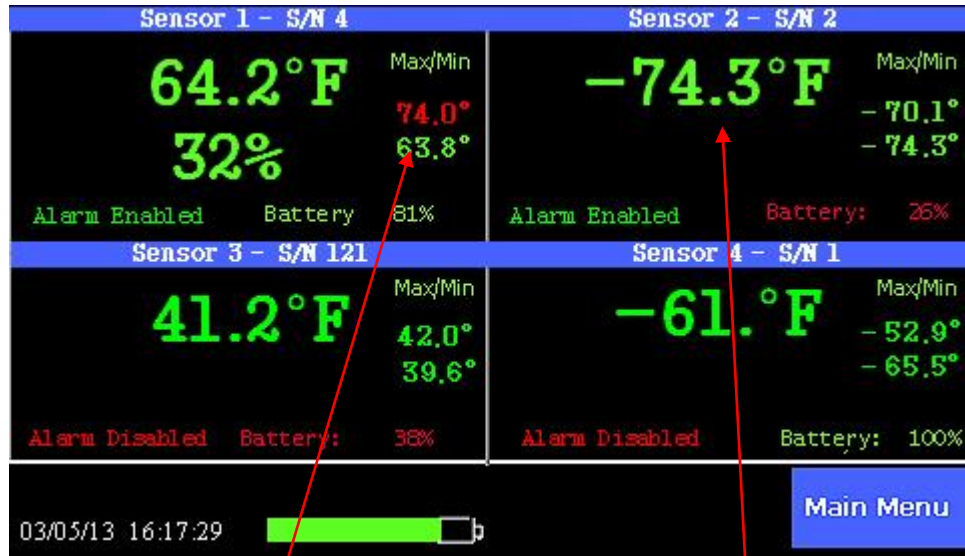 Sensor 1 - S/N 4
64.2°F
Max/Min
74.0°
32%
63.8°
Alarm Enabled Battery 81%
Sensor 2 - S/N 2
-74.3°F
Max/Min
-70.1°
-74.3°
Alarm Enabled Battery: 26%
Sensor 3 - S/N 121
41.2°F
Max/Min
42.0°
39.6°
Alarm Disabled Battery: 38%
Sensor 4 - S/N 1
-61.°F
Max/Min
-52.9°
-65.5°
Alarm Disabled Battery: 100%
03/05/13 16:17:29
Main Menu